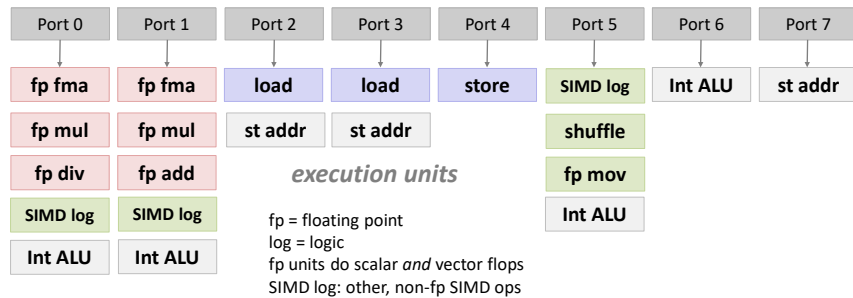 Port 0 Port 1 Port 2 Port 3 Port 4 Port 5 Port 6 Port 7
fp fma fp fma load load store SIMD log Int ALU st addr
fp mul fp mul st addr st addr shuffle
fp div fp add execution units fp mov
SIMD log SIMD log Int ALU
Int ALU Int ALU
fp = floating point
log = logic
fp units do scalar and vector flops
SIMD log: other, non-fp SIMD ops